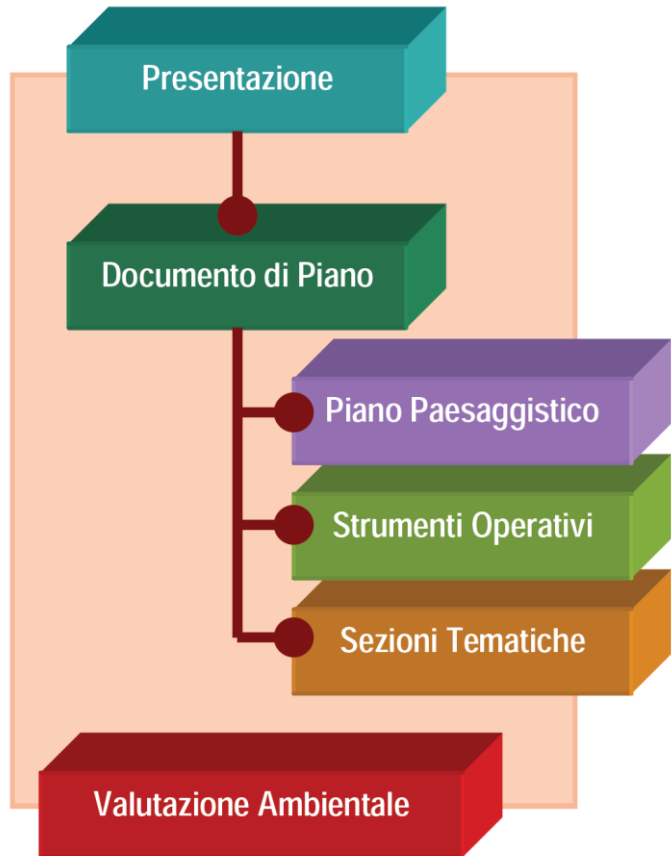 Presentazione
Documento di Piano
Piano Paesaggistico
Strumenti Operativi
Sezioni Tematiche
Valutazione Ambientale